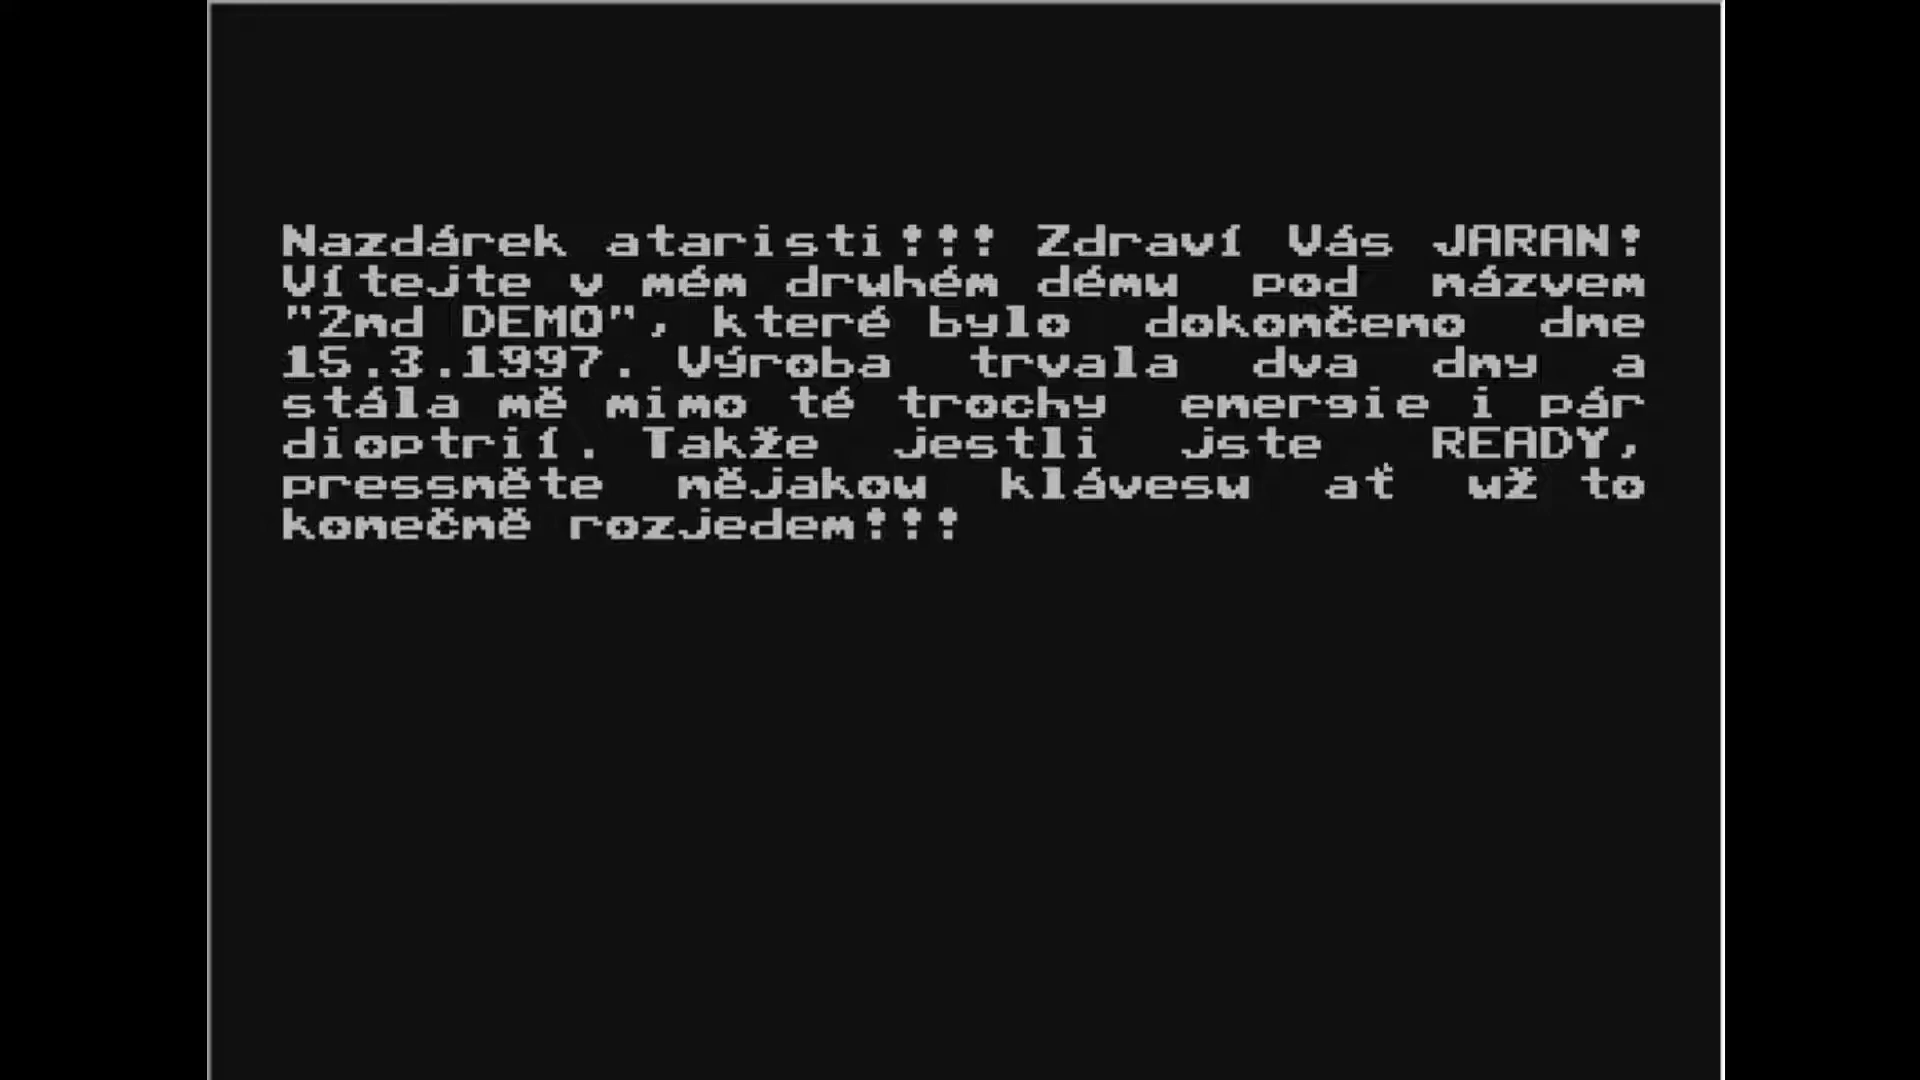 Nazdárek ataristi!!! Zdraví Vás JARAN!
Vítejte v mém druhém dému pod názvem
"2nd DEMO", které bylo dokončeno dne
15.3.1997. Výroba trvala dva dny a
stála mě mimo té trochy energie i pár
dioptrií. Takže jestli jste READY,
pressněte nějakou klávesu ať už to
konečně rozjedem!!!